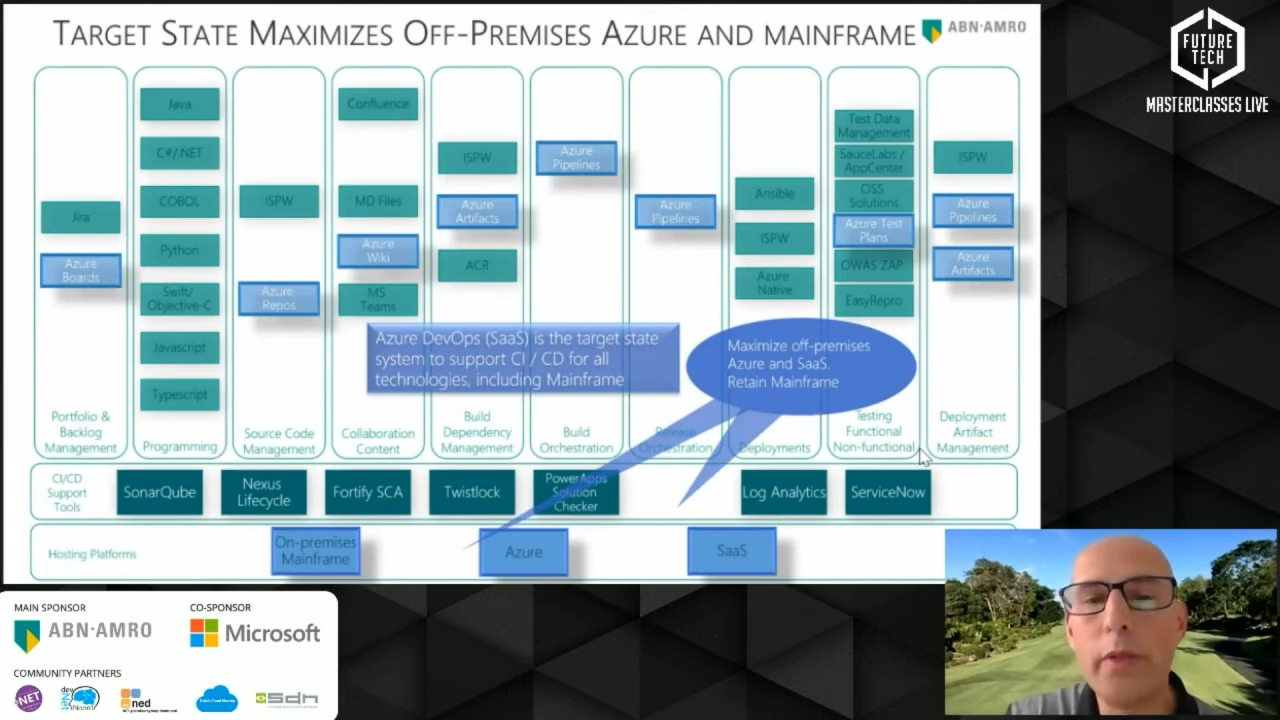 TARGET STATE MAXIMIZES OFF-PREMISES AZURE AND MAINFRAME
ABN·AMRO
FUTURE
TECH
MASTERCLASSES LIVE
Jira
Azure
Boards
Portfolio &
Backlog
Management
Java
C#/.NET
COBOL
Python
Swift/
Objective-C
Javascript
Typescript
Programming
ISPW
Azure
Repos
Source Code
Management
Confluence
MD Files
Azure
Wiki
MS
Teams
Collaboration
Content
ISPW
Azure
Artifacts
ACR
Build
Dependency
Management
Azure
Pipelines
Build
Orchestration
Azure
Pipelines
Release
Orchestration
Ansible
ISPW
Azure
Native
Deployments
Test Data
Management
SauceLabs /
AppCenter
OSS
Solutions
Azure Test
Plans
OWAS ZAP
EasyRepro
Testing
Functional
Non-functional
ISPW
Azure
Pipelines
Azure
Artifacts
Deployment
Artifact
Management
Azure DevOps (SaaS) is the target state
system to support CI / CD for all
technologies, including Mainframe
Maximize off-premises
Azure and SaaS.
Retain Mainframe
CI/CD
Support
Tools
SonarQube
Nexus
Lifecycle
Fortify SCA
Twistlock
PowerApps
Solution
Checker
Log Analytics
ServiceNow
Hosting Platforms
On-premises
Mainframe
Azure
SaaS
MAIN SPONSOR
ABN·AMRO
CO-SPONSOR
Microsoft
COMMUNITY PARTNERS
.NET
ned
sdn